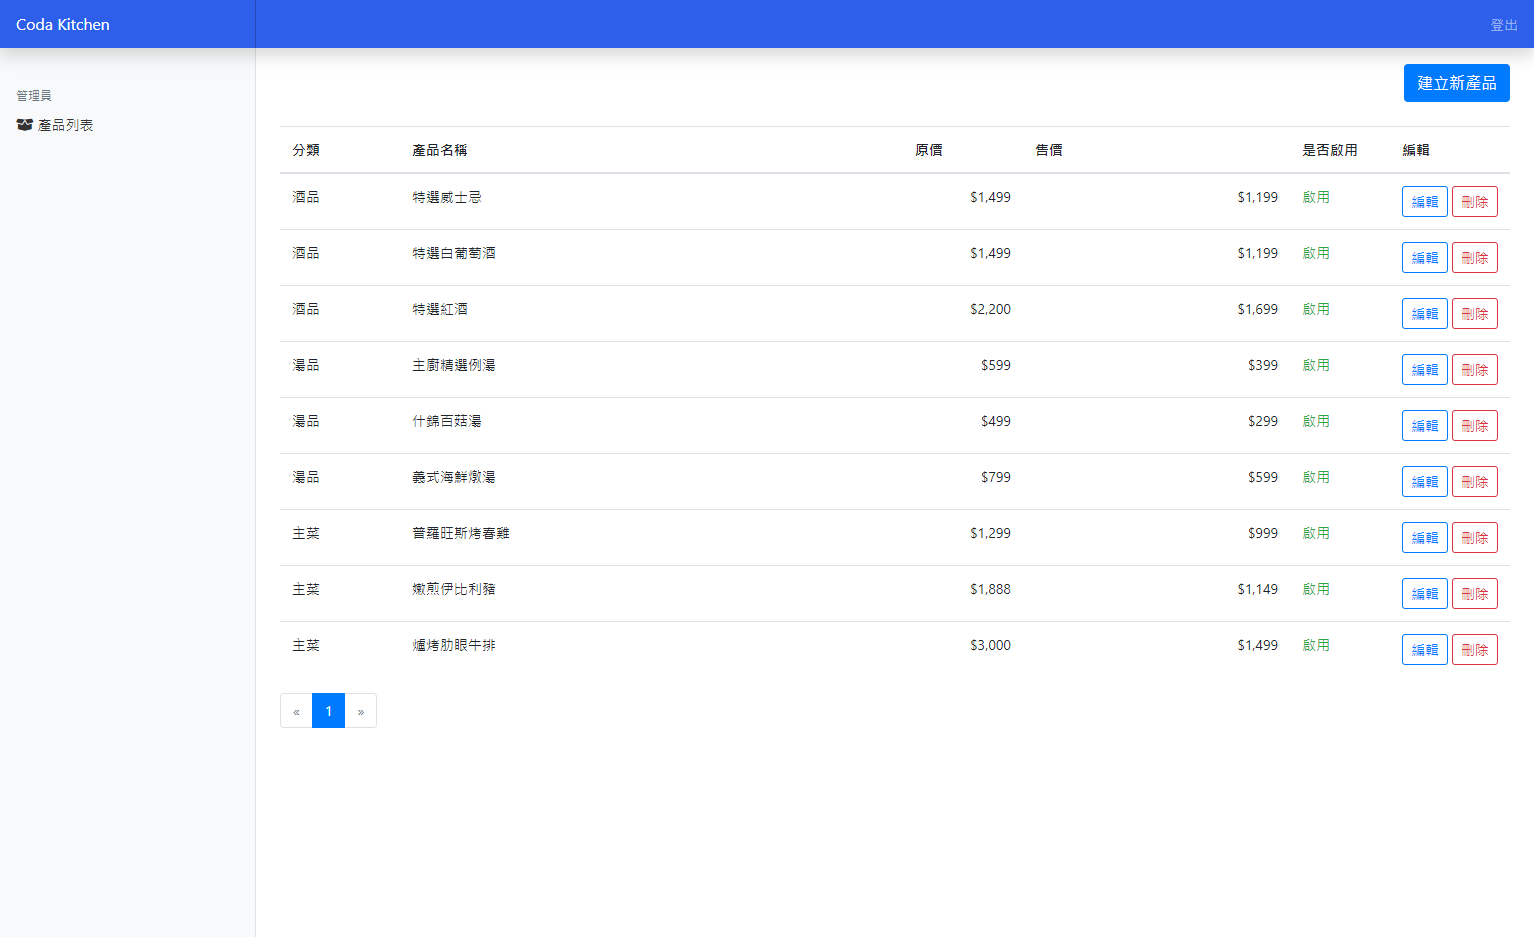 Coda Kitchen 登出
管理員
產品列表
建立新產品
分類 產品名稱 原價 售價 是否啟用 編輯
酒品 特選威士忌 $1,499 $1,199 啟用 編輯 刪除
酒品 特選白葡萄酒 $1,499 $1,199 啟用 編輯 刪除
酒品 特選紅酒 $2,200 $1,699 啟用 編輯 刪除
湯品 主廚精選例湯 $599 $399 啟用 編輯 刪除
湯品 什錦百菇湯 $499 $299 啟用 編輯 刪除
湯品 義式海鮮燉湯 $799 $599 啟用 編輯 刪除
主菜 普羅旺斯烤春雞 $1,299 $999 啟用 編輯 刪除
主菜 嫩煎伊比利豬 $1,888 $1,149 啟用 編輯 刪除
主菜 爐烤肋眼牛排 $3,000 $1,499 啟用 編輯 刪除
« 1 »